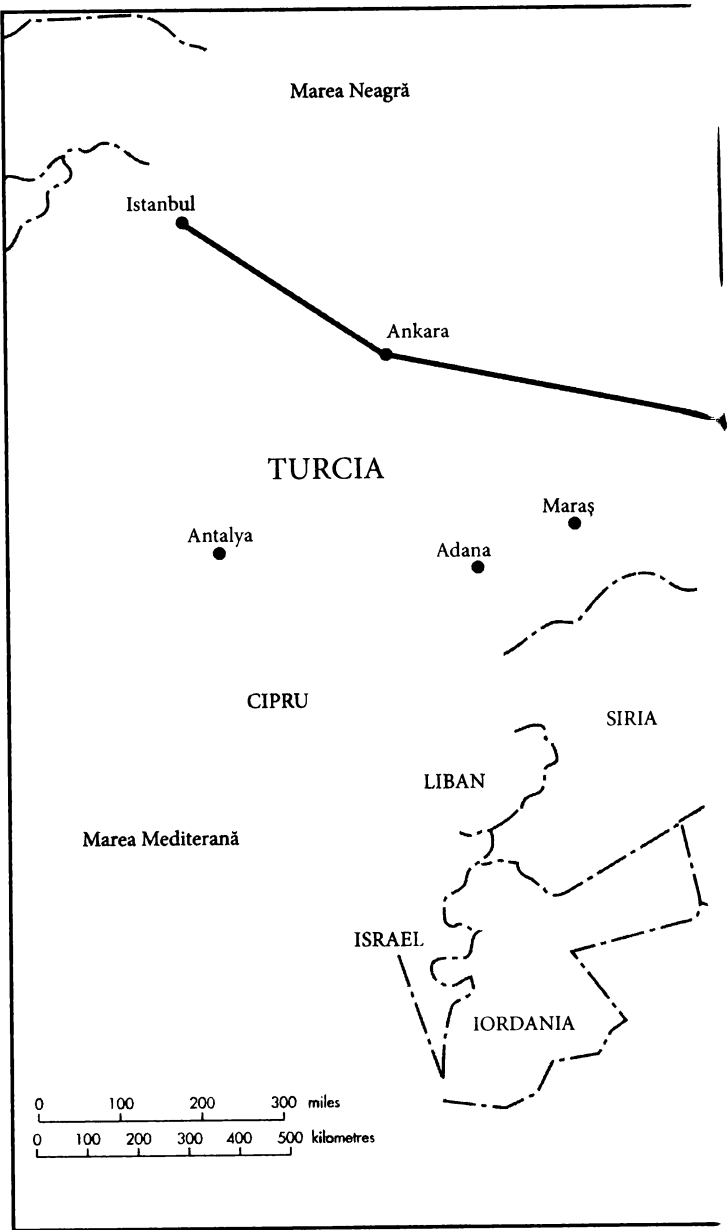 Marea Neagră
Istanbul
Ankara
TURCIA
Maraş
Antalya
Adana
CIPRU
SIRIA
LIBAN
Marea Mediterană
ISRAEL
IORDANIA
0 100 200 300 miles
0 100 200 300 400 500 kilometres